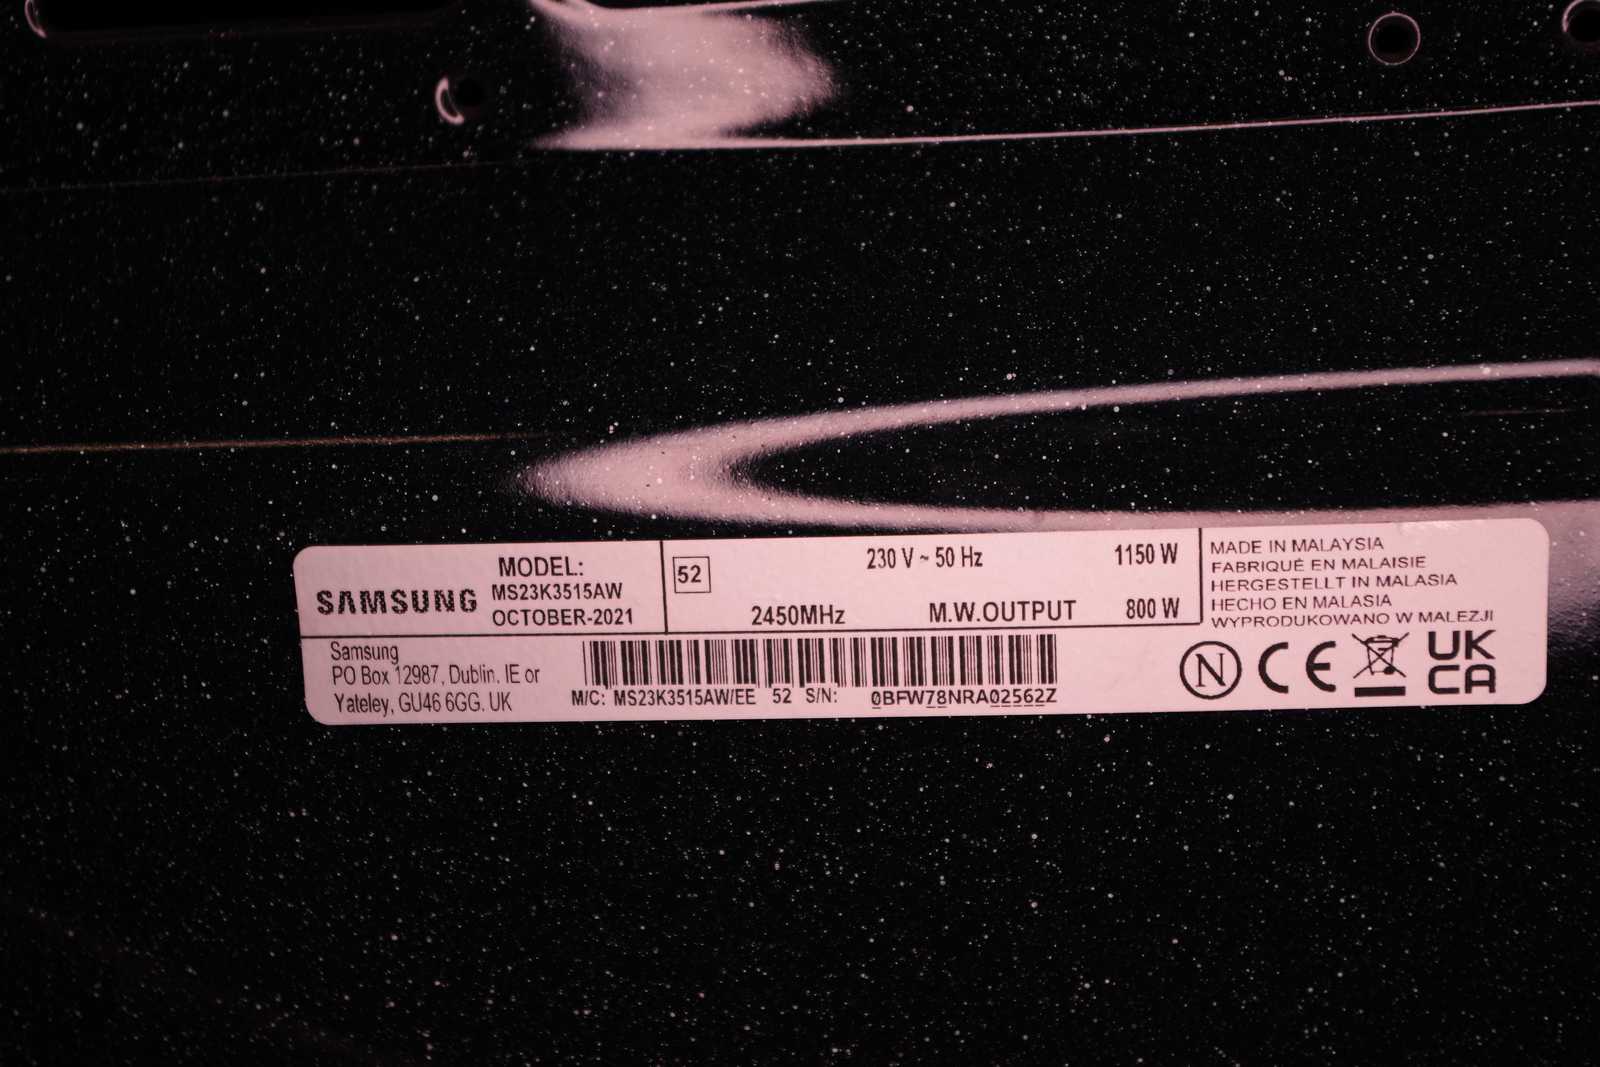 SAMSUNG
MODEL:
MS23K3515AW
OCTOBER-2021
52
230 V ~ 50 Hz
1150 W
2450MHz
M.W.OUTPUT
800 W
MADE IN MALAYSIA
FABRIQUÉ EN MALAISIE
HERGESTELLT IN MALASIA
HECHO EN MALASIA
WYPRODUKOWANO W MALEZJI
Samsung
PO Box 12987, Dublin. IE or
Yateley, GU46 6GG. UK
M/C: MS23K3515AW/EE 52 S/N: 0BFW78NRA02562Z
N CE UK
CA